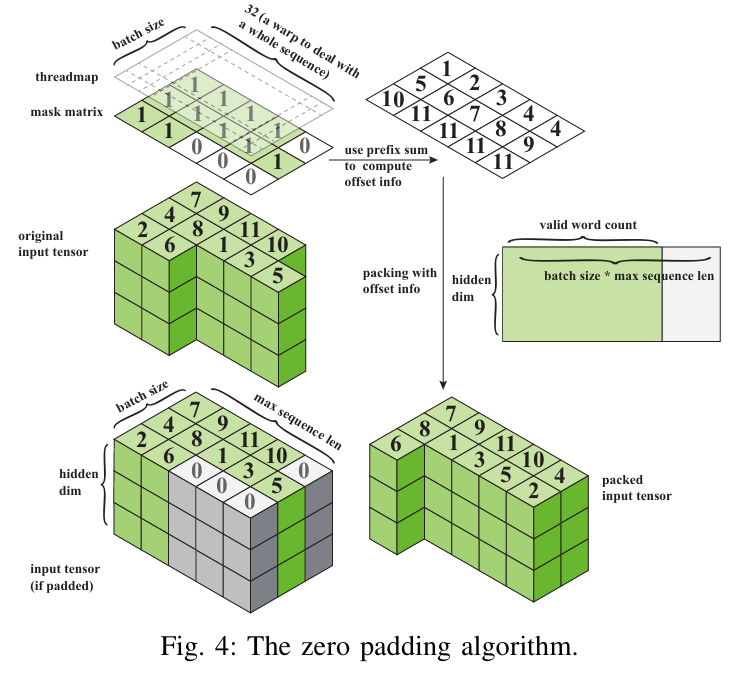 batch size
32 (a warp to deal with
a whole sequence)
threadmap
mask matrix
1
1 1
1 1 1
1 1 1
0 1 0
0 1
0
use prefix sum
to compute
offset info
1
5 2
10 6 3
11 7 4
11 8 4
11 9
11
original
input tensor
7
4 9
2 8 11
6 1 10
3
5
packing with
offset info
valid word count
batch size * max sequence len
hidden
dim
batch size
max sequence len
hidden
dim
7
4 9
2 8 11
6 1 10
0 3 0
0 5
0
input tensor
(if padded)
7
8 9
6 1 11
3 10
5 4
2
packed
input tensor
Fig. 4: The zero padding algorithm.